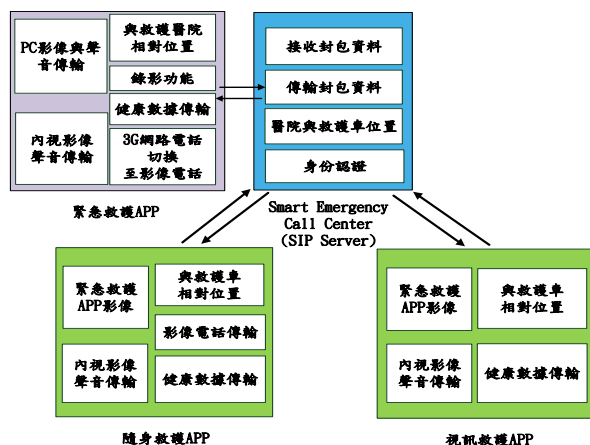 PC影像與聲
音傳輸
與救護醫院
相對位置
錄影功能
健康數據傳輸
內視影像
聲音傳輸
3G網路電話
切換
至影像電話
緊急救護APP
接收封包資料
傳輸封包資料
醫院與救護車位置
身份認證
Smart Emergency
Call Center
(SIP Server)
緊急救護
APP影像
與救護車
相對位置
影像電話傳輸
內視影像
聲音傳輸
健康數據傳輸
隨身救護APP
緊急救護
APP影像
與救護車
相對位置
內視影像
聲音傳輸
健康數據傳輸
視訊救護APP